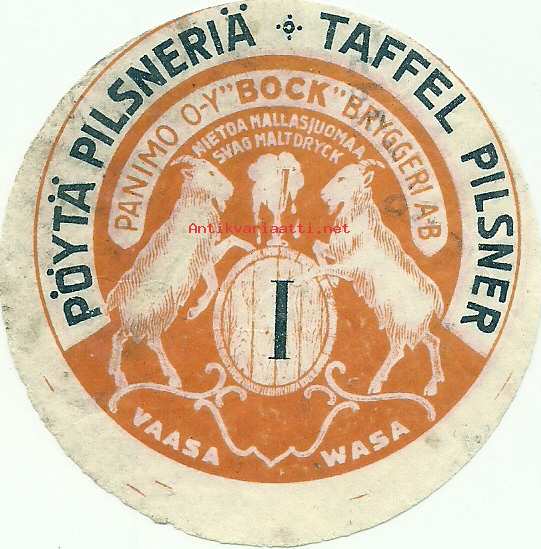 PÖYTÄ PILSNERIÄ TAFFEL PILSNER
PANIMO O-Y "BOCK" BRYGGERI A-B
MIETOA MALLASJUOMAA
SVAG MALTDRYCK
Antikvariaatti.net
I
VAASA WASA